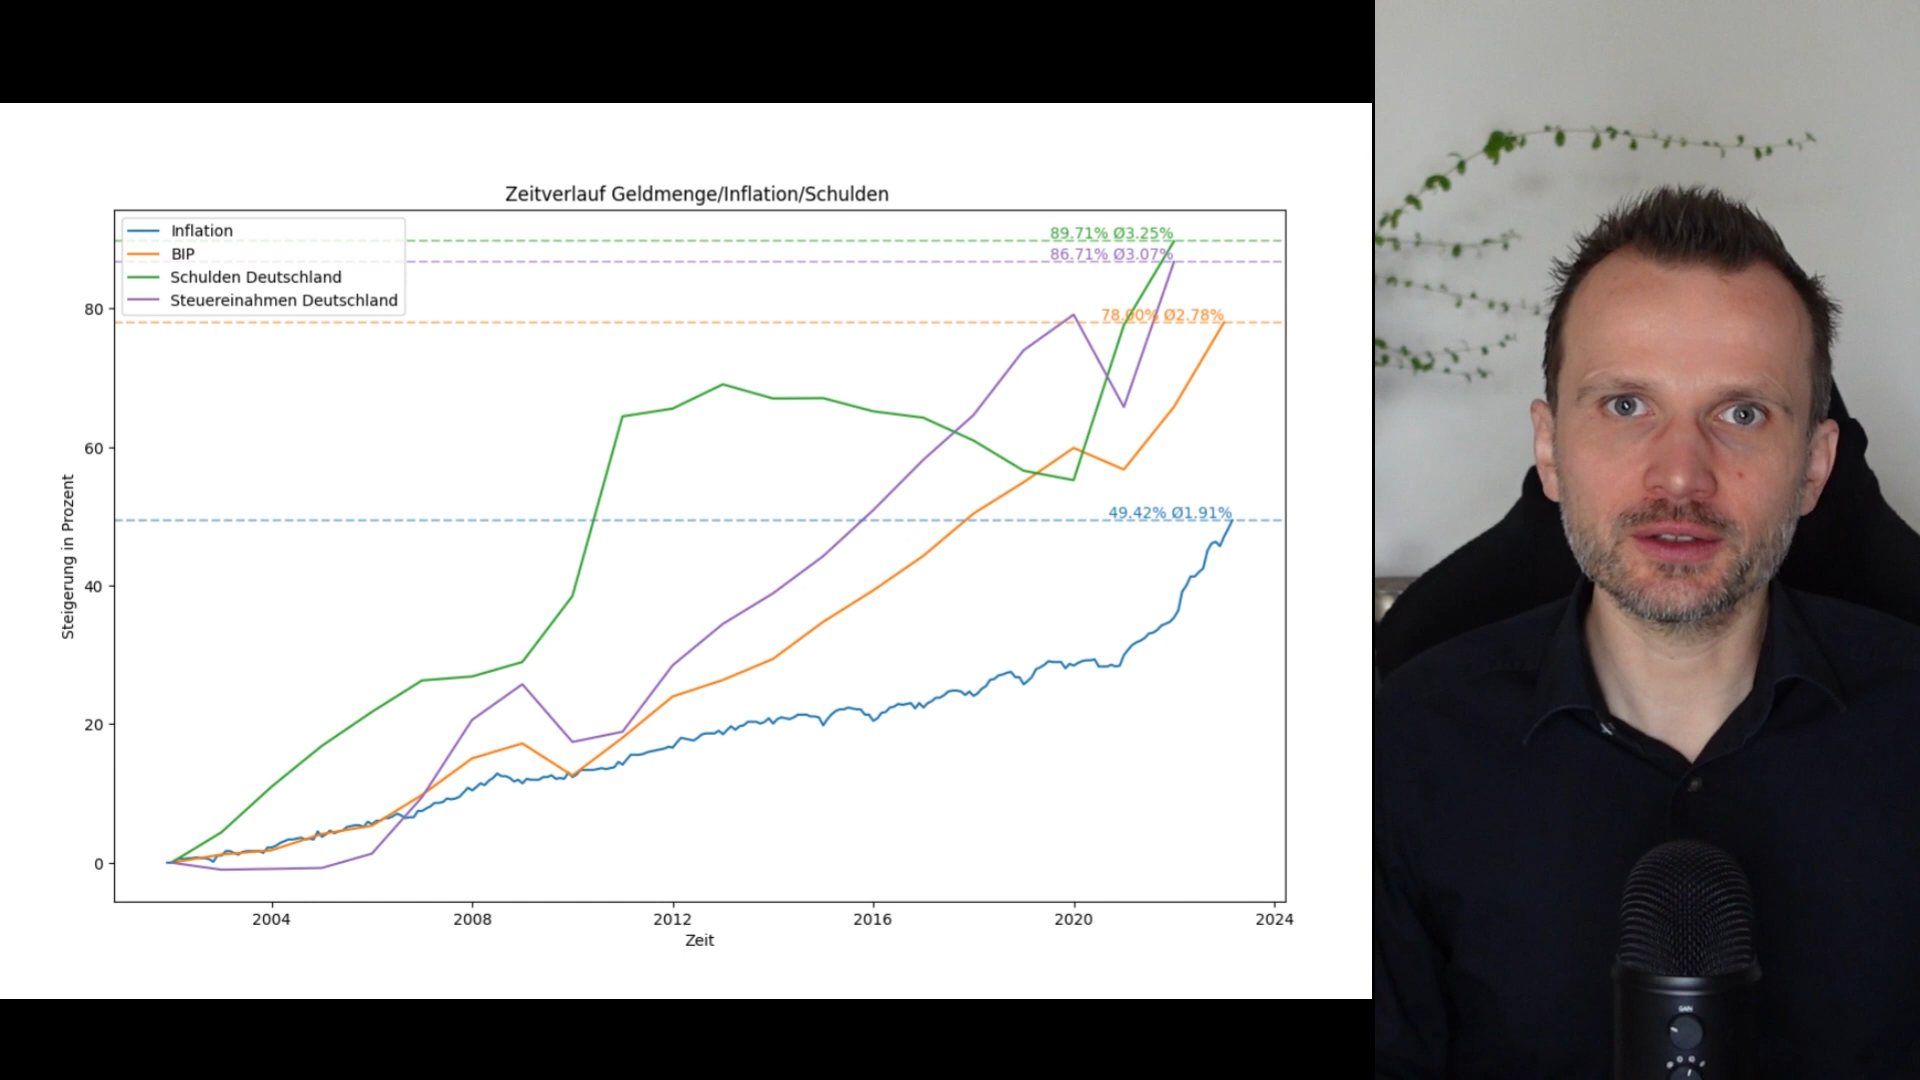 Zeitverlauf Geldmenge/Inflation/Schulden
Inflation
BIP
Schulden Deutschland
Steuereinahmen Deutschland
89.71% Ø3.25%
86.71% Ø3.07%
78.00% Ø2.78%
49.42% Ø1.91%
Steigerung in Prozent
80
60
40
20
0
2004
2008
2012
2016
2020
2024
Zeit
GAIN